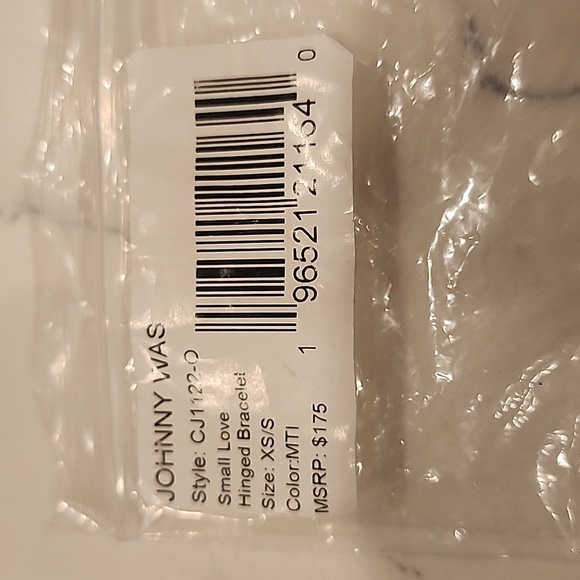 JOHNNY WAS
Style: CJ1122-O
Small Love
Hinged Bracelet
Size: XS/S
Color:MTI
MSRP: $175
1 96521 21164 0